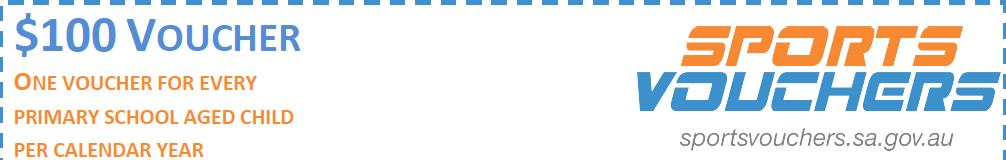 $100 VOUCHER
ONE VOUCHER FOR EVERY
PRIMARY SCHOOL AGED CHILD
PER CALENDAR YEAR
SPORTS
VOUCHERS
sportsvouchers.sa.gov.au